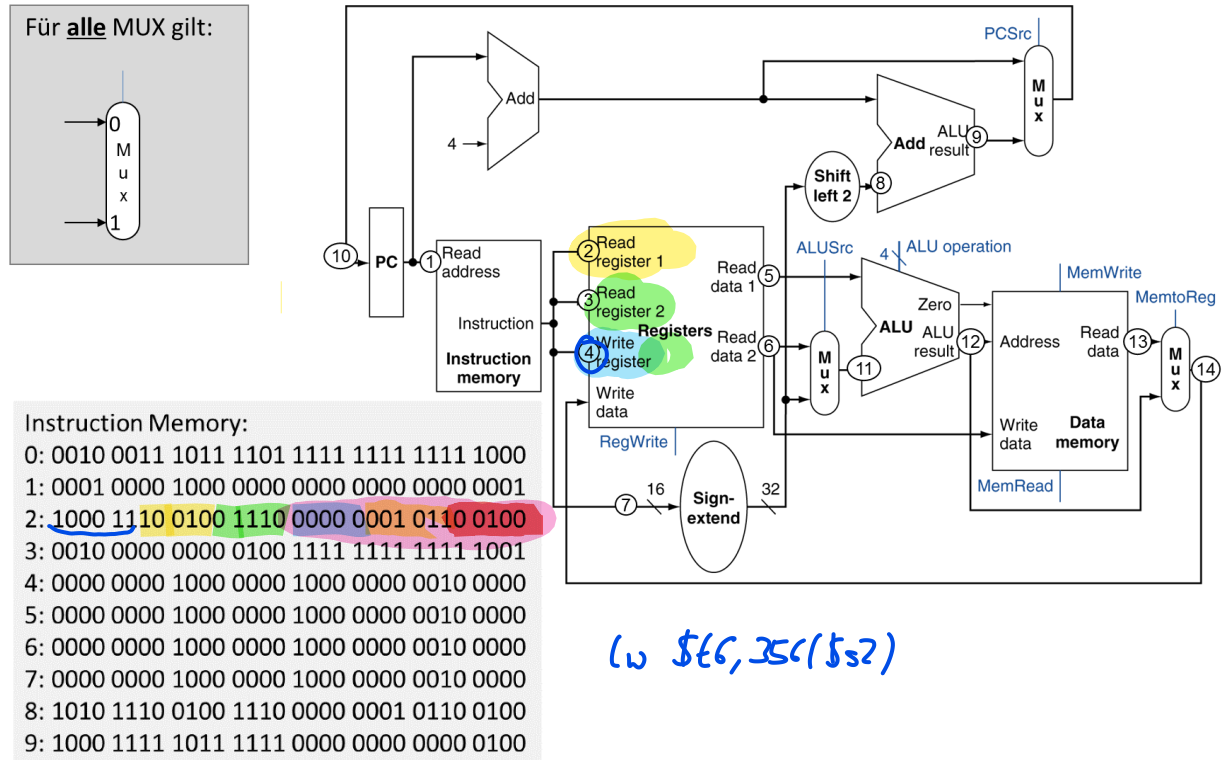 Für alle MUX gilt:
0
M
u
x
1
PCSrc
Add
4
M
u
x
Add
ALU
result
9
Shift
left 2
8
10
PC
1
Read
address
Instruction
Instruction
memory
2
Read
register 1
3
Read
register 2
4
Write
register
Write
data
Registers
Read
data 1
5
Read
data 2
6
RegWrite
ALUSrc
M
u
x
11
4
ALU operation
Zero
ALU
ALU
result
12
MemWrite
Address
Read
data
13
Write
data
Data
memory
MemRead
MemtoReg
M
u
x
14
7
16
Sign-
extend
32
Instruction Memory:
0: 0010 0011 1011 1101 1111 1111 1111 1000
1: 0001 0000 1000 0000 0000 0000 0000 0001
2: 1000 1110 0100 1110 0000 0001 0110 0100
3: 0010 0000 0000 0100 1111 1111 1111 1001
4: 0000 0000 1000 0000 1000 0000 0010 0000
5: 0000 0000 1000 0000 1000 0000 0010 0000
6: 0000 0000 1000 0000 1000 0000 0010 0000
7: 0000 0000 1000 0000 1000 0000 0010 0000
8: 1010 1110 0100 1110 0000 0001 0110 0100
9: 1000 1111 1011 1111 0000 0000 0000 0100
lw $t6, 356($s2)